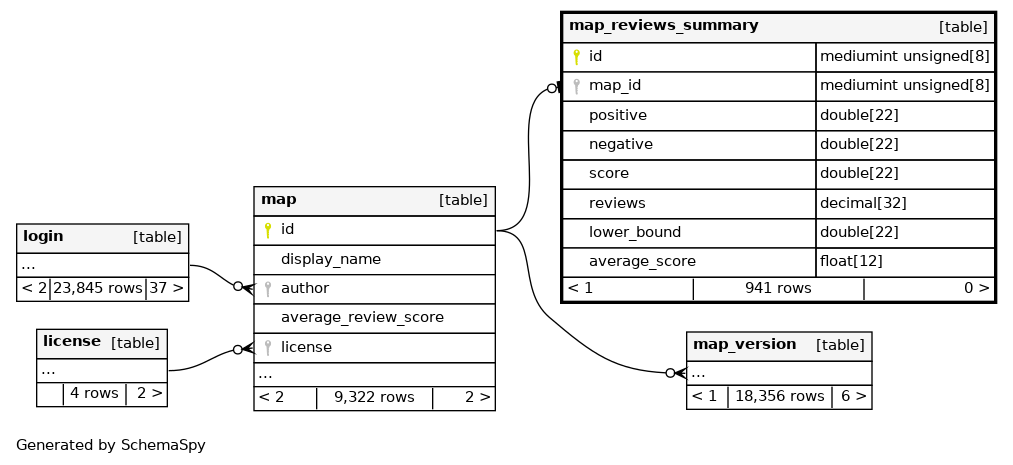 map_reviews_summary [table]
id mediumint unsigned[8]
map_id mediumint unsigned[8]
positive double[22]
negative double[22]
score double[22]
reviews decimal[32]
lower_bound double[22]
average_score float[12]
< 1 941 rows 0 >
map [table]
id
display_name
author
average_review_score
license
...
< 2 9,322 rows 2 >
login [table]
...
< 2 23,845 rows 37 >
license [table]
...
4 rows 2 >
map_version [table]
...
< 1 18,356 rows 6 >
Generated by SchemaSpy